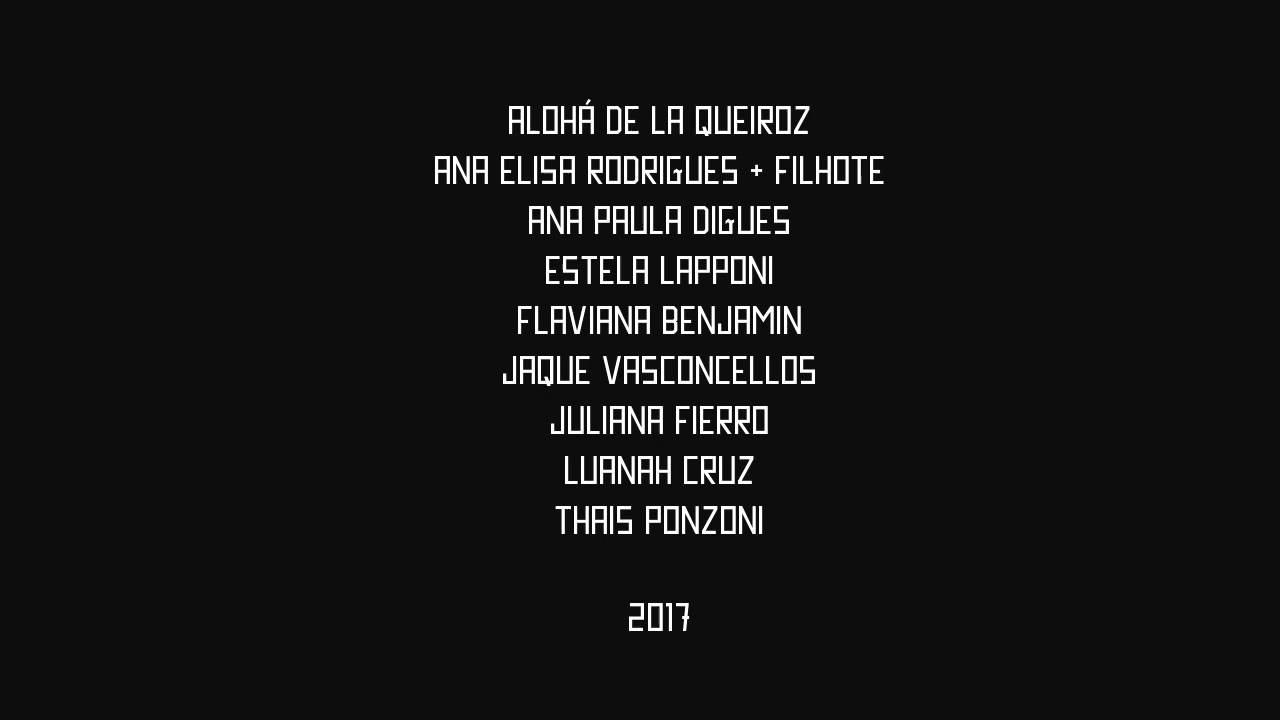 ALOHÁ DE LA QUEIROZ
ANA ELISA RODRIGUES + FILHOTE
ANA PAULA DIGUES
ESTELA LAPPONI
FLAVIANA BENJAMIN
JAQUE VASCONCELLOS
JULIANA FIERRO
LUANAH CRUZ
THAIS PONZONI
2017